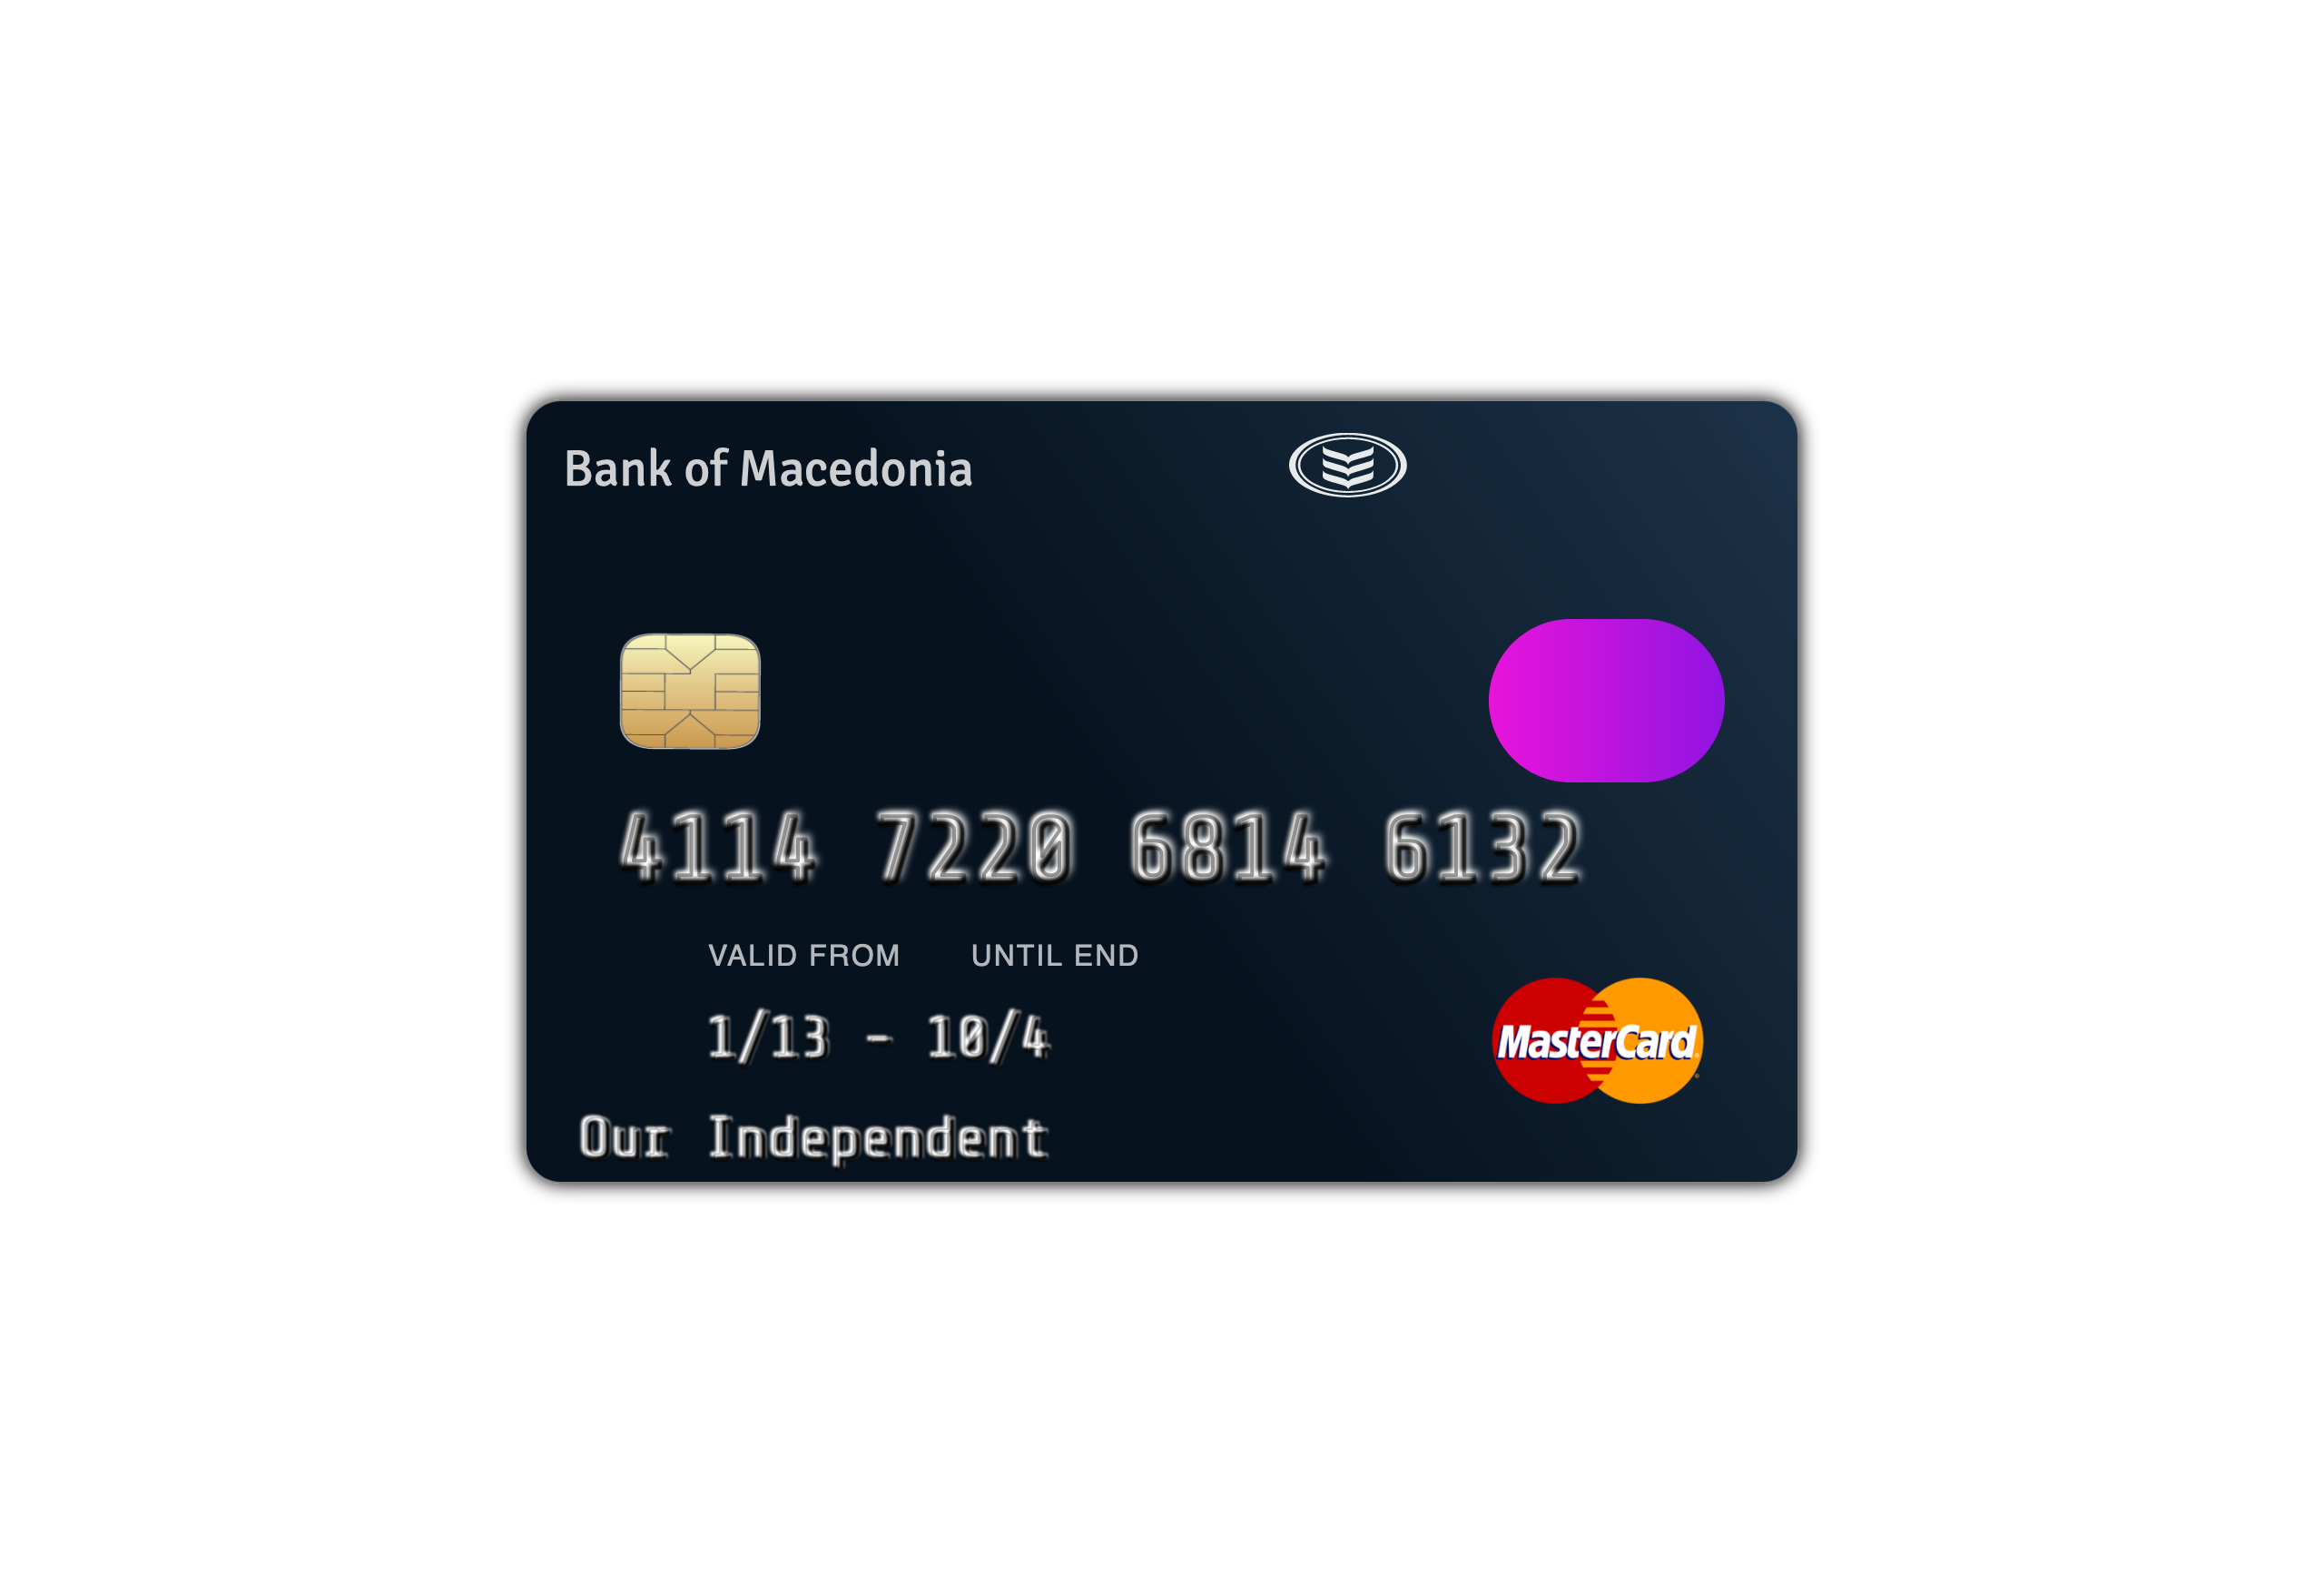 Bank of Macedonia
4114 7220 6814 6132
VALID FROM UNTIL END
1/13 - 10/4
MasterCard
Our Independent